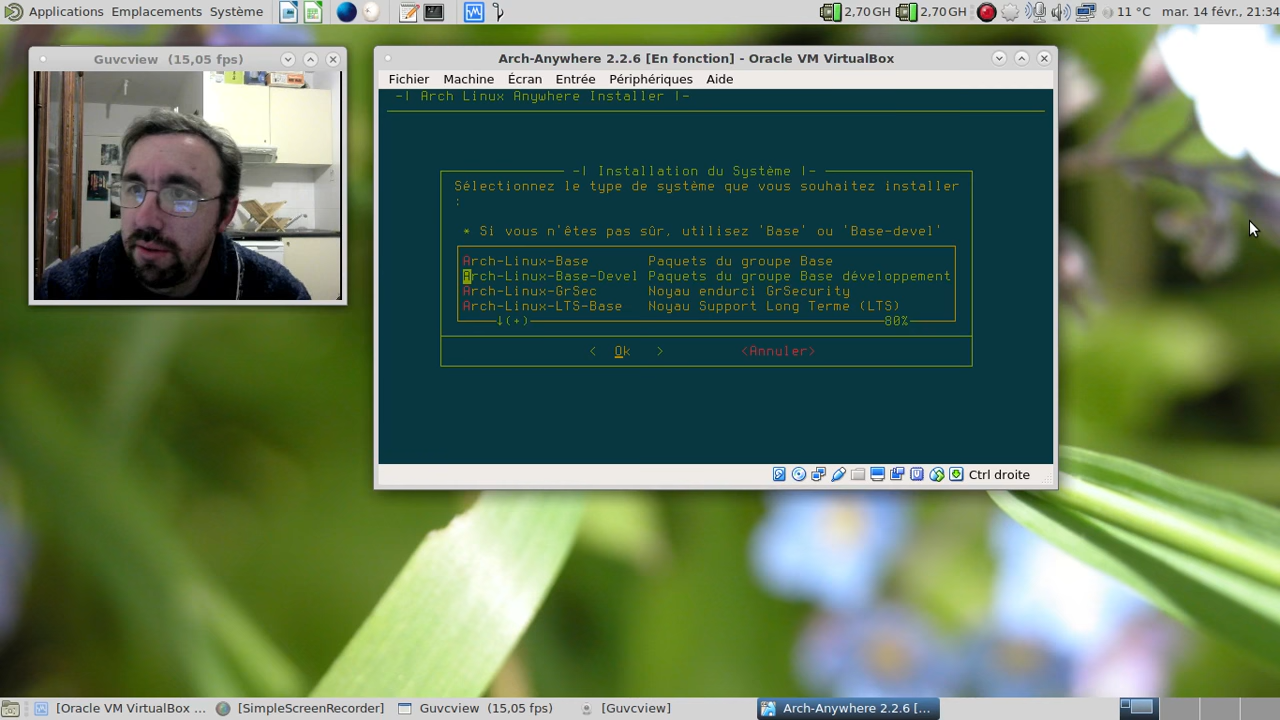 Applications Emplacements Système
2,70 GH 2,70 GH 11 °C mar. 14 févr., 21:34
Guvcview (15,05 fps)
Arch-Anywhere 2.2.6 [En fonction] - Oracle VM VirtualBox
Fichier Machine Écran Entrée Périphériques Aide
-| Arch Linux Anywhere Installer |-
-| Installation du Système |-
Sélectionnez le type de système que vous souhaitez installer
:
* Si vous n'êtes pas sûr, utilisez 'Base' ou 'Base-devel'
Arch-Linux-Base Paquets du groupe Base
Arch-Linux-Base-Devel Paquets du groupe Base développement
Arch-Linux-GrSec Noyau endurci GrSecurity
Arch-Linux-LTS-Base Noyau Support Long Terme (LTS)
↓(+) 80%
< Ok > <Annuler>
Ctrl droite
[Oracle VM VirtualBox ... [SimpleScreenRecorder] Guvcview (15,05 fps) [Guvcview] Arch-Anywhere 2.2.6 [...